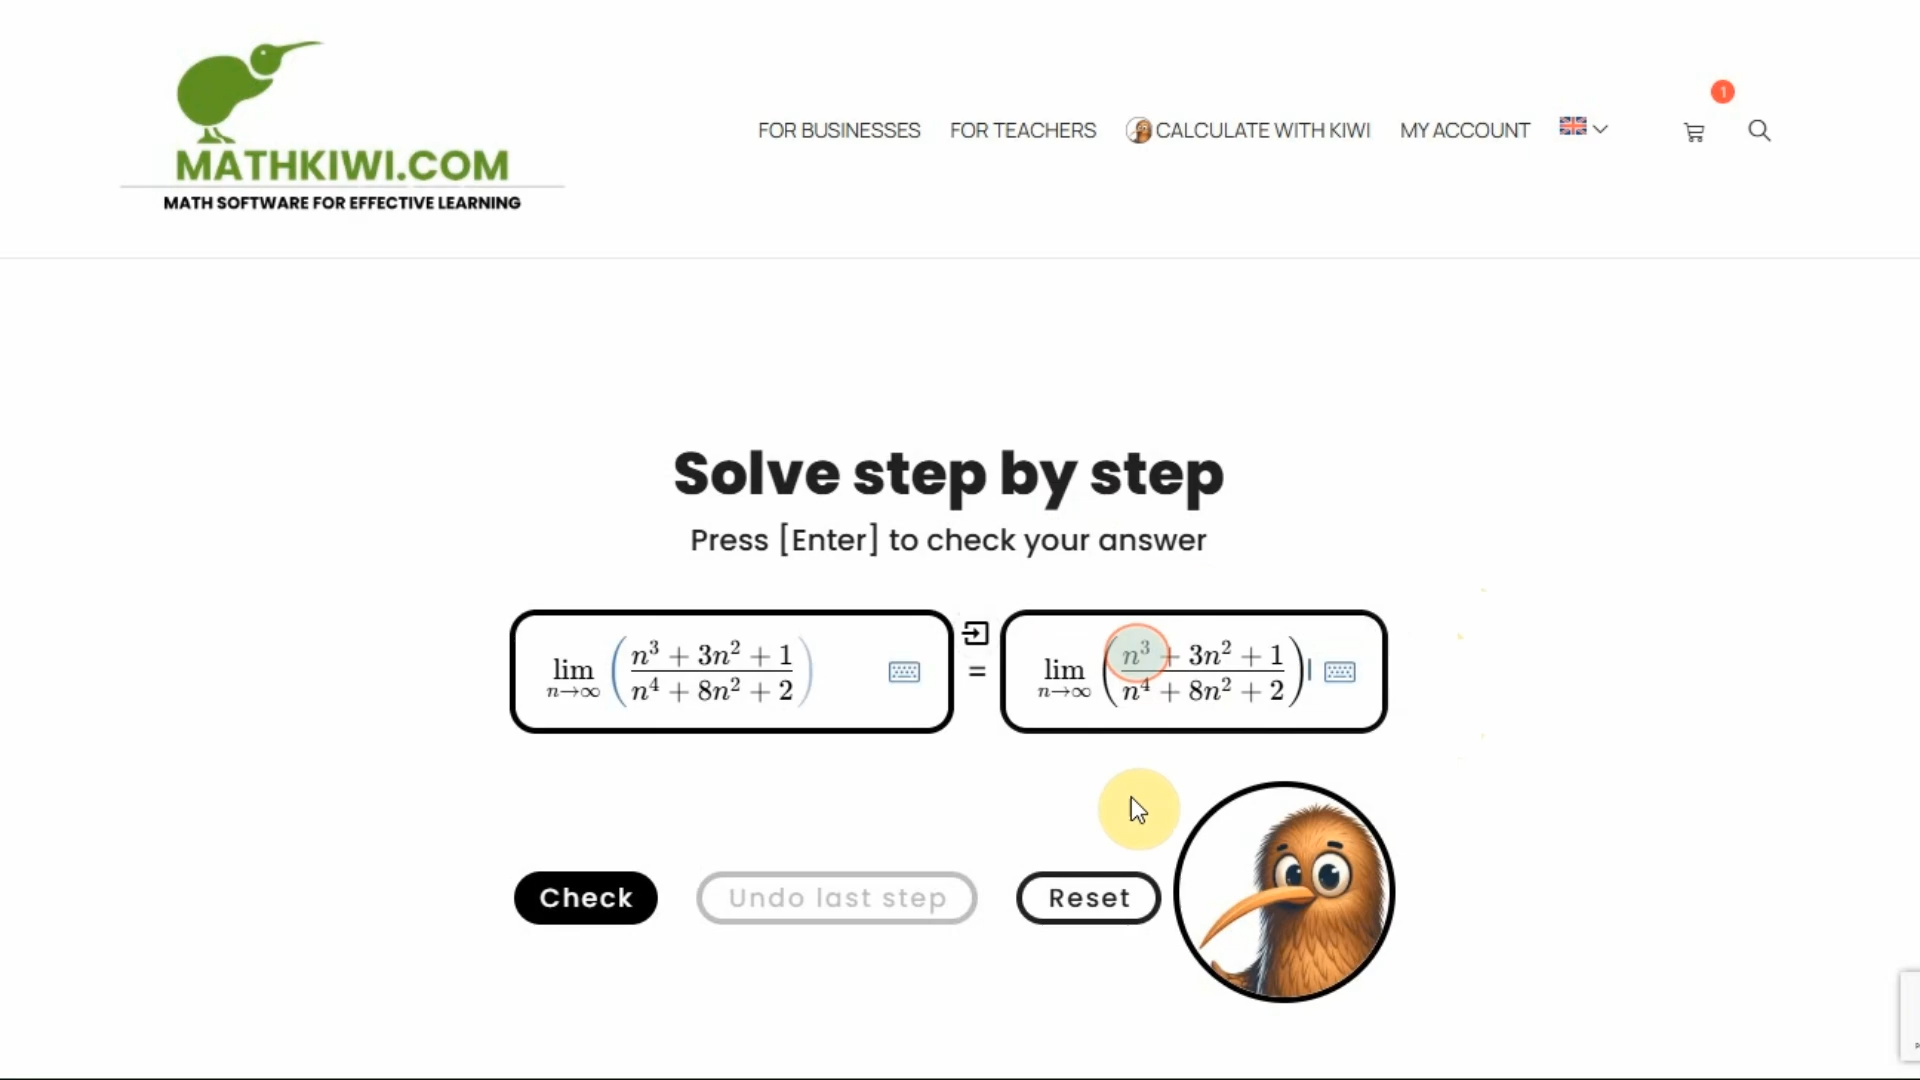 MATHKIWI.COM
MATH SOFTWARE FOR EFFECTIVE LEARNING
FOR BUSINESSES FOR TEACHERS CALCULATE WITH KIWI MY ACCOUNT 1
Solve step by step
Press [Enter] to check your answer
lim n→∞ ( (n³ + 3n² + 1) / (n⁴ + 8n² + 2) ) = lim n→∞ ( (n³ + 3n² + 1) / (n⁴ + 8n² + 2) )
Check Undo last step Reset